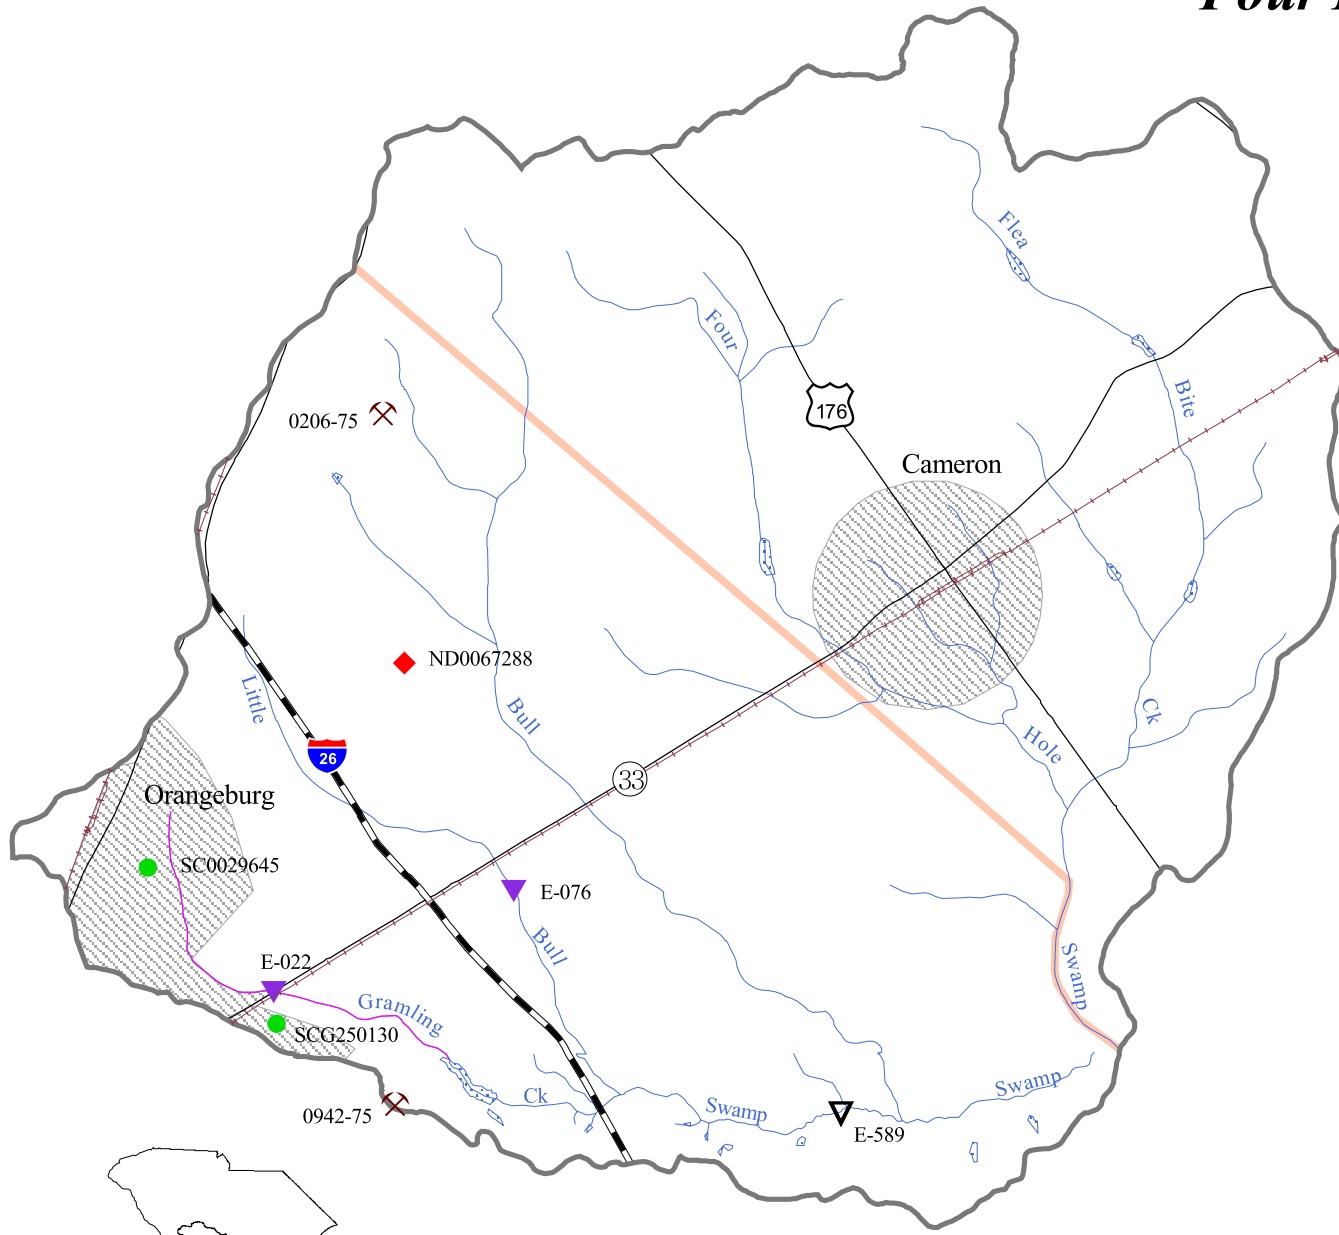 Flea
Four
Bite
176
0206-75
Cameron
ND0067288
Little
Bull
Ck
Hole
26
33
Orangeburg
SC0029645
E-076
Bull
E-022
Swamp
Gramling
SCG250130
Ck
Swamp
Swamp
0942-75
E-589